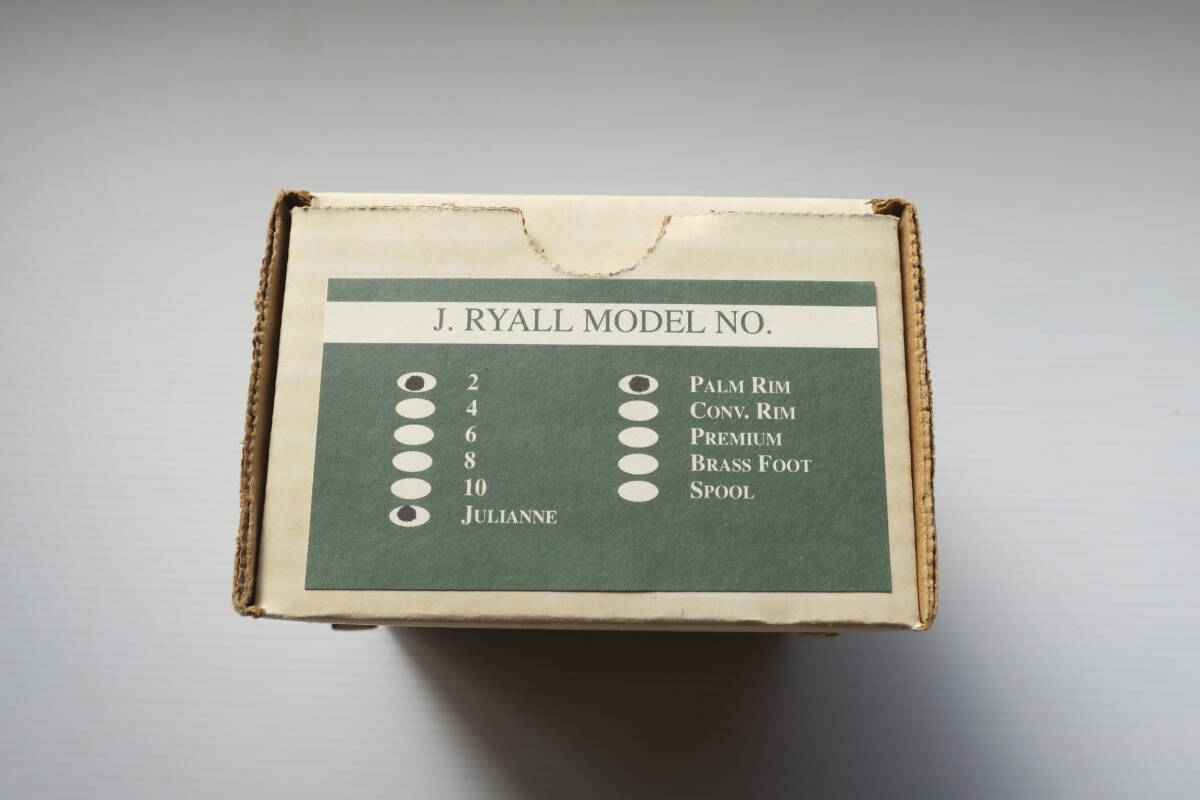 J. RYALL MODEL NO.
2
4
6
8
10
JULIANNE
PALM RIM
CONV. RIM
PREMIUM
BRASS FOOT
SPOOL